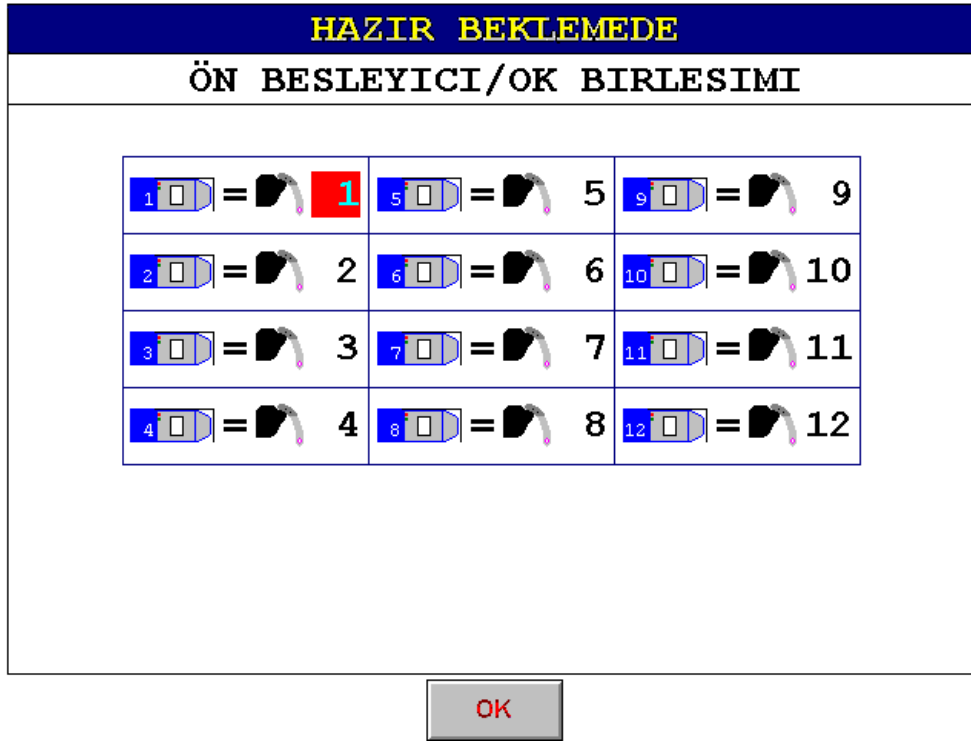 HAZIR BEKLEMEDE
ÖN BESLEYICI/OK BIRLESIMI
1 = 1 5 = 5 9 = 9
2 = 2 6 = 6 10 = 10
3 = 3 7 = 7 11 = 11
4 = 4 8 = 8 12 = 12
OK